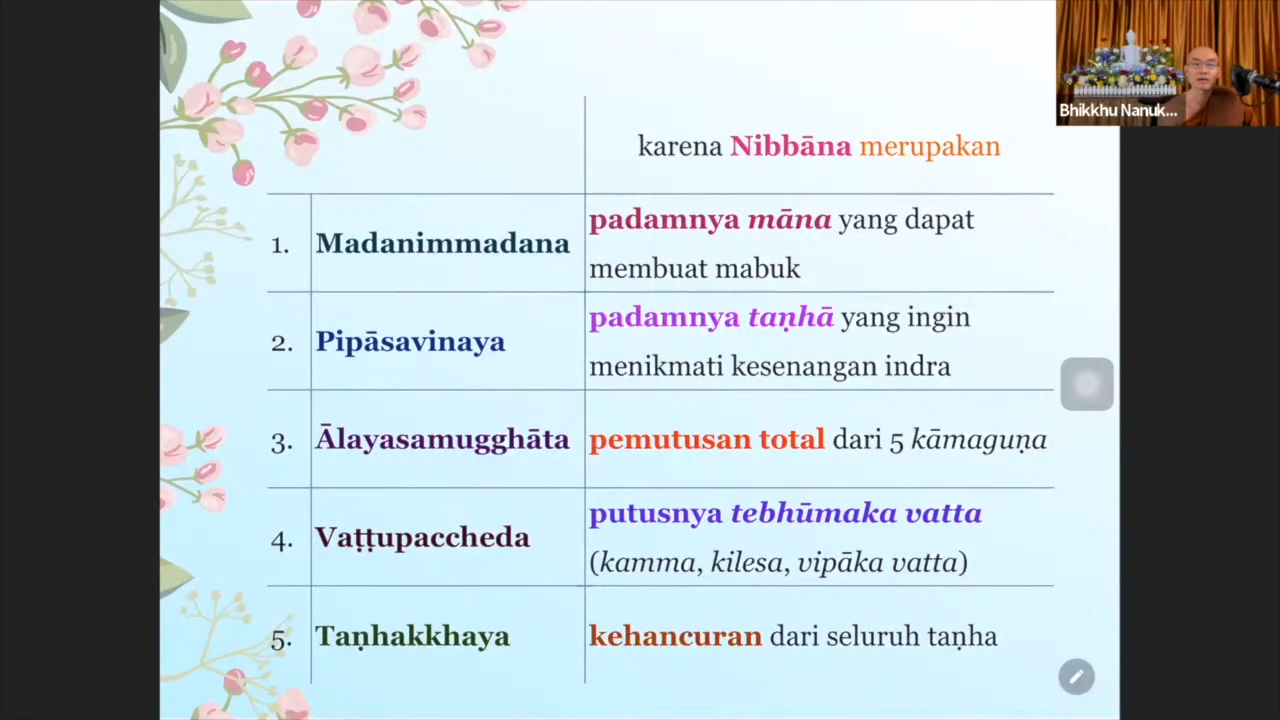 Bhikkhu Nanuk...
karena Nibbāna merupakan
1. Madanimmadana padamnya māna yang dapat
membuat mabuk
2. Pipāsavinaya padamnya taṇhā yang ingin
menikmati kesenangan indra
3. Ālayasamugghāta pemutusan total dari 5 kāmaguṇa
4. Vaṭṭupaccheda putusnya tebhūmaka vatta
(kamma, kilesa, vipāka vatta)
5. Taṇhakkhaya kehancuran dari seluruh taṇha